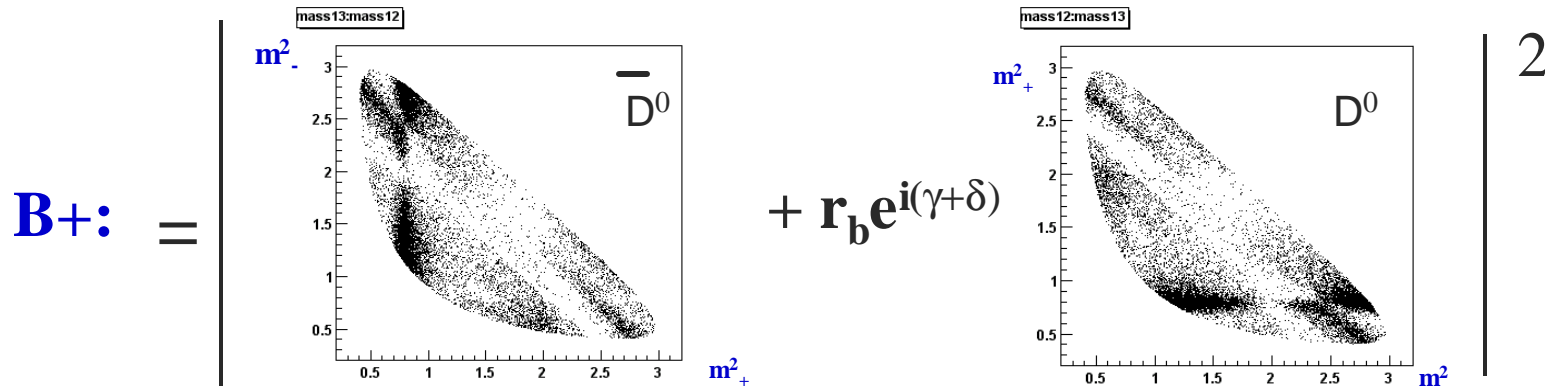 mass13:mass12
m²₋
3
2.5
2
1.5
1
0.5
0.5 1 1.5 2 2.5 3
m²₊
D̅⁰
B+: =
+ r_b e^{i(γ+δ)}
mass12:mass13
m²₊
3
2.5
2
1.5
1
0.5
0.5 1 1.5 2 2.5 3
m²
D⁰
2